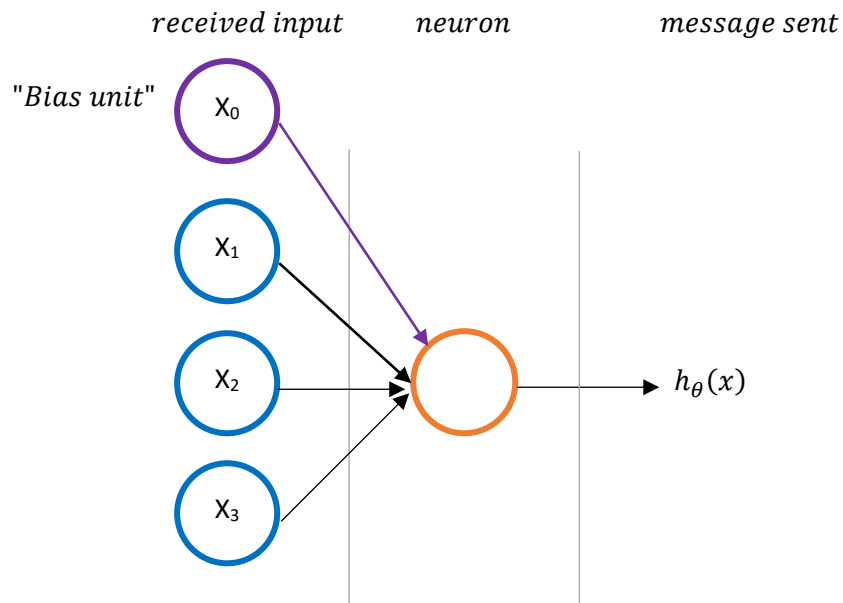 received input neuron message sent
"Bias unit"
X₀
X₁
X₂
X₃
h_θ(x)